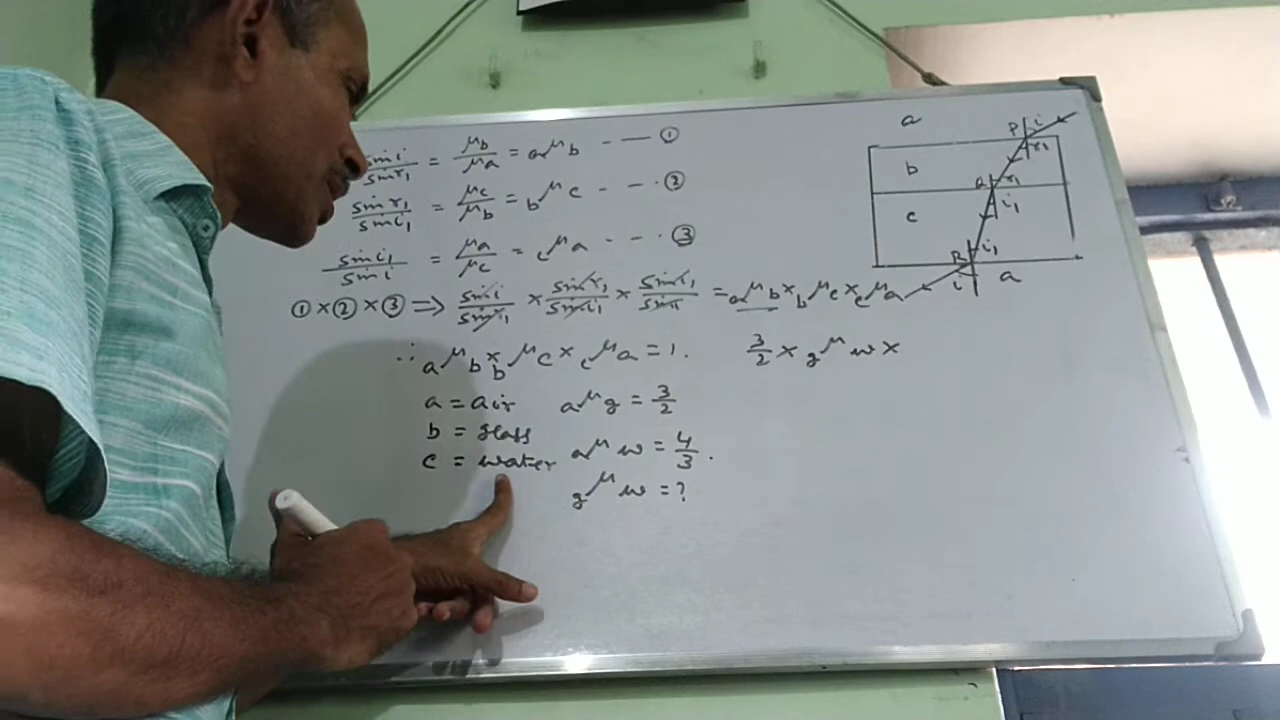 sin i / sin r₁ = μb / μa = aμb - — ①
sin r₁ / sin i₁ = μc / μb = bμc - — · ②
sin i₁ / sin i = μa / μc = cμa - — · ③
① × ② × ③ ⇒ sin i / sin r₁ × sin r₁ / sin i₁ × sin i₁ / sin i = aμb × bμc × cμa
∴ aμb × bμc × cμa = 1.
a = air
b = glass
c = water
aμg = 3/2
aμw = 4/3.
gμw = ?
3/2 × gμw ×
a
P
i
r₁
b
Q
r₁
i₁
c
R
i₁
i
a